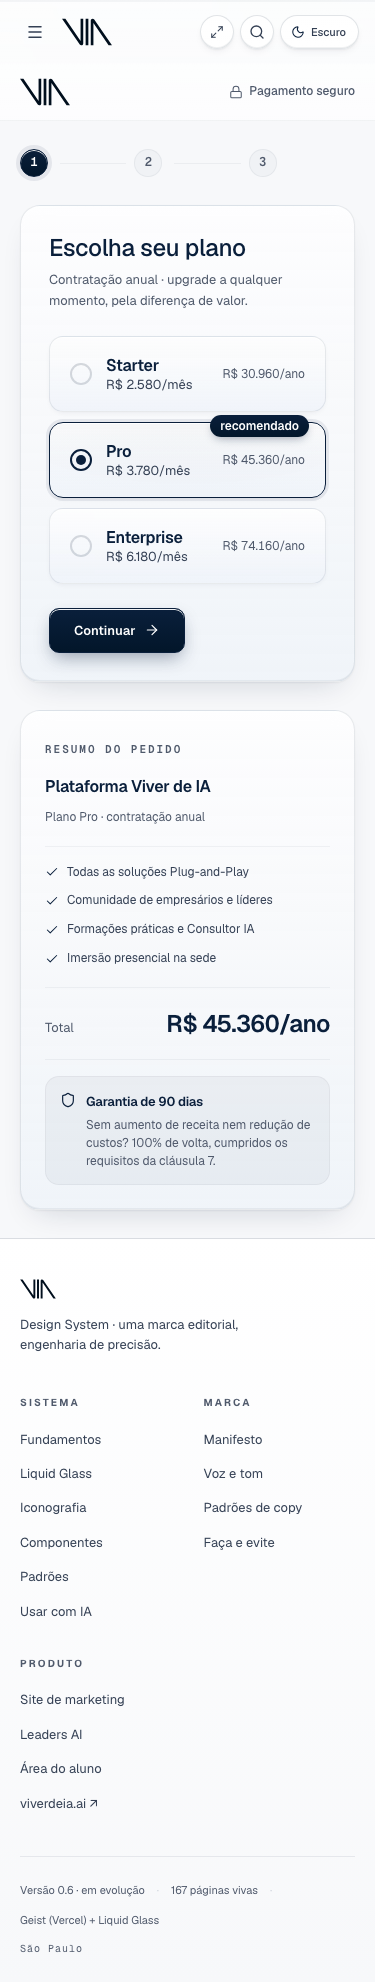 VIA
Escuro
VIA
Pagamento seguro
1
2
3
Escolha seu plano
Contratação anual · upgrade a qualquer
momento, pela diferença de valor.
Starter
R$ 2.580/mês
R$ 30.960/ano
recomendado
Pro
R$ 3.780/mês
R$ 45.360/ano
Enterprise
R$ 6.180/mês
R$ 74.160/ano
Continuar →
RESUMO DO PEDIDO
Plataforma Viver de IA
Plano Pro · contratação anual
Todas as soluções Plug-and-Play
Comunidade de empresários e líderes
Formações práticas e Consultor IA
Imersão presencial na sede
Total
R$ 45.360/ano
Garantia de 90 dias
Sem aumento de receita nem redução de
custos? 100% de volta, cumpridos os
requisitos da cláusula 7.
VIA
Design System · uma marca editorial,
engenharia de precisão.
SISTEMA
Fundamentos
Liquid Glass
Iconografia
Componentes
Padrões
Usar com IA
MARCA
Manifesto
Voz e tom
Padrões de copy
Faça e evite
PRODUTO
Site de marketing
Leaders AI
Área do aluno
viverdeia.ai ↗
Versão 0.6 · em evolução · 167 páginas vivas ·
Geist (Vercel) + Liquid Glass
São Paulo